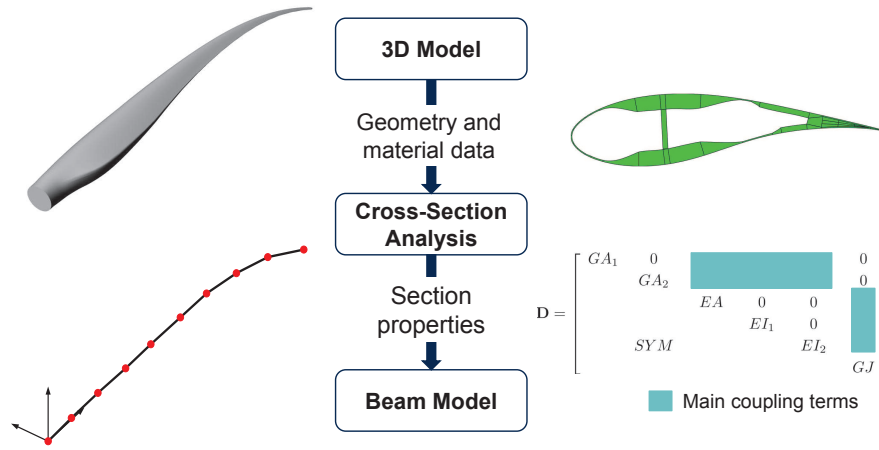 3D Model
Geometry and
material data
Cross-Section
Analysis
GA₁ 0 0
GA₂ 0
Section
properties
EA 0 0
D =
EI₁ 0
SYM EI₂
GJ
Beam Model
Main coupling terms